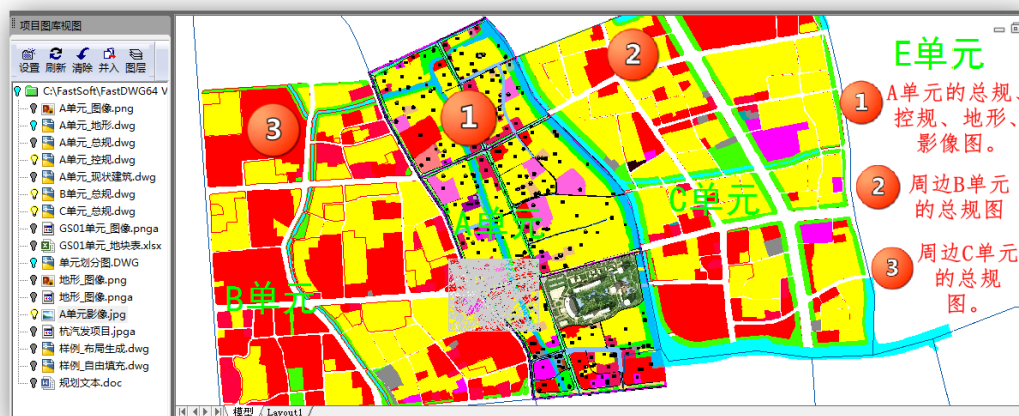 项目图库视图
设置 刷新 清除 并入 图层
C:\FastSoft\FastDWG64 V
A单元_图像.png
A单元_地形.dwg
A单元_总规.dwg
A单元_控规.dwg
A单元_现状建筑.dwg
B单元_总规.dwg
C单元_总规.dwg
GS01单元_图像.pnga
GS01单元_地块表.xlsx
单元划分图.DWG
地形_图像.png
地形_图像.pnga
A单元影像.jpg
杭汽发项目.jpga
样例_布局生成.dwg
样例_自由填充.dwg
规划文本.doc
3
1
2
A单元
B单元
C单元
E单元
1
A单元的总规、
控规、地形、
影像图。
2
周边B单元
的总规图
3
周边C单元
的总规
图。
模型 Layout1